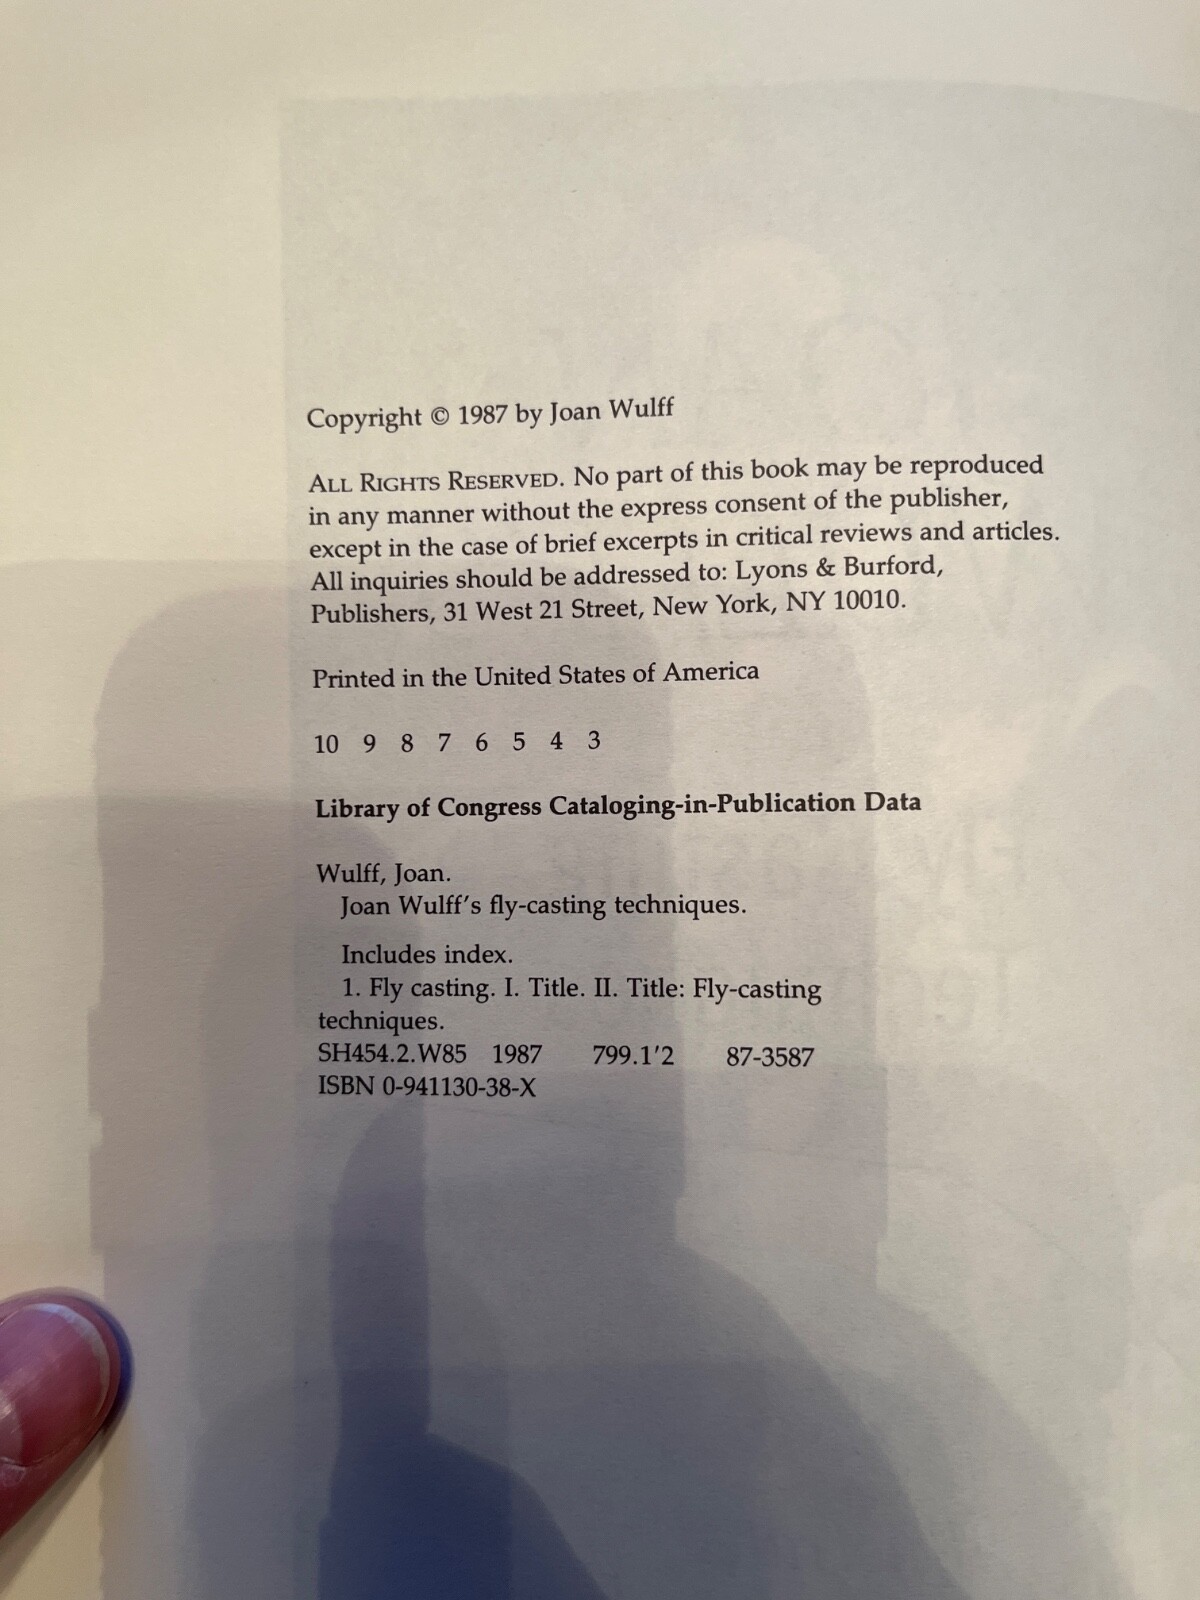 Copyright © 1987 by Joan Wulff
ALL RIGHTS RESERVED. No part of this book may be reproduced
in any manner without the express consent of the publisher,
except in the case of brief excerpts in critical reviews and articles.
All inquiries should be addressed to: Lyons & Burford,
Publishers, 31 West 21 Street, New York, NY 10010.
Printed in the United States of America
10 9 8 7 6 5 4 3
Library of Congress Cataloging-in-Publication Data
Wulff, Joan.
Joan Wulff's fly-casting techniques.
Includes index.
1. Fly casting. I. Title. II. Title: Fly-casting
techniques.
SH454.2.W85 1987 799.1'2 87-3587
ISBN 0-941130-38-X